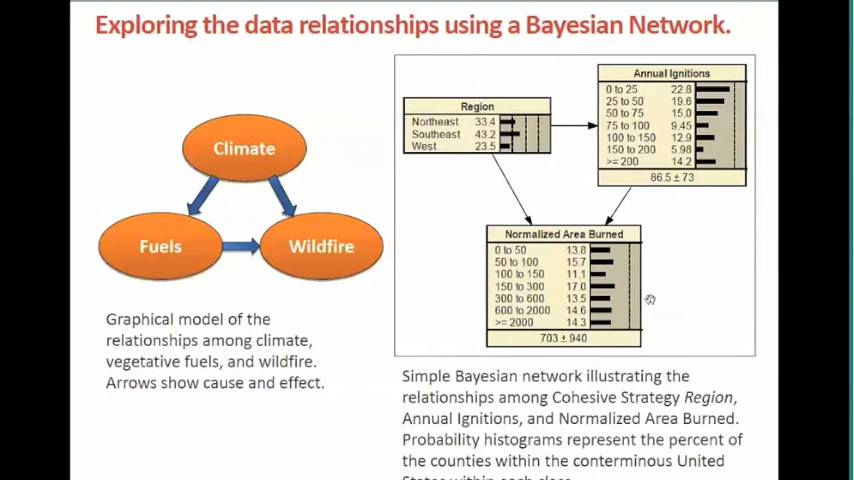 Exploring the data relationships using a Bayesian Network.
Climate
Fuels
Wildfire
Graphical model of the
relationships among climate,
vegetative fuels, and wildfire.
Arrows show cause and effect.
Region
Northeast 33.4
Southeast 43.2
West 23.5
Annual Ignitions
0 to 25 22.8
25 to 50 19.6
50 to 75 15.0
75 to 100 9.45
100 to 150 12.9
150 to 200 5.98
>= 200 14.2
86.5 ± 73
Normalized Area Burned
0 to 50 13.8
50 to 100 15.7
100 to 150 11.1
150 to 300 17.0
300 to 600 13.5
600 to 2000 14.6
>= 2000 14.3
703 ± 940
Simple Bayesian network illustrating the
relationships among Cohesive Strategy Region,
Annual Ignitions, and Normalized Area Burned.
Probability histograms represent the percent of
the counties within the conterminous United
States within each class